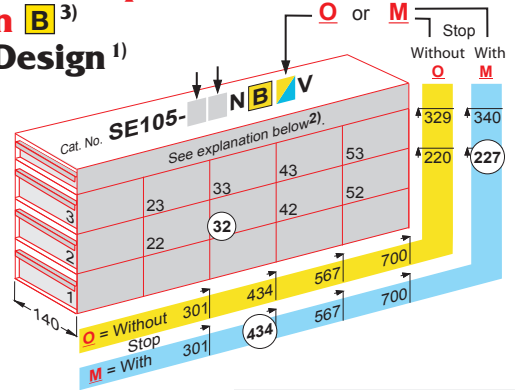 n B 3)
Design 1)
O or M
Stop
Without With
O M
Cat. No. SE105- N B V
See explanation below2).
329 340
220 227
53
43
33
23
52
42
32
22
3
2
1
140
O = Without 301 434 567 700
Stop
M = With 301 434 567 700